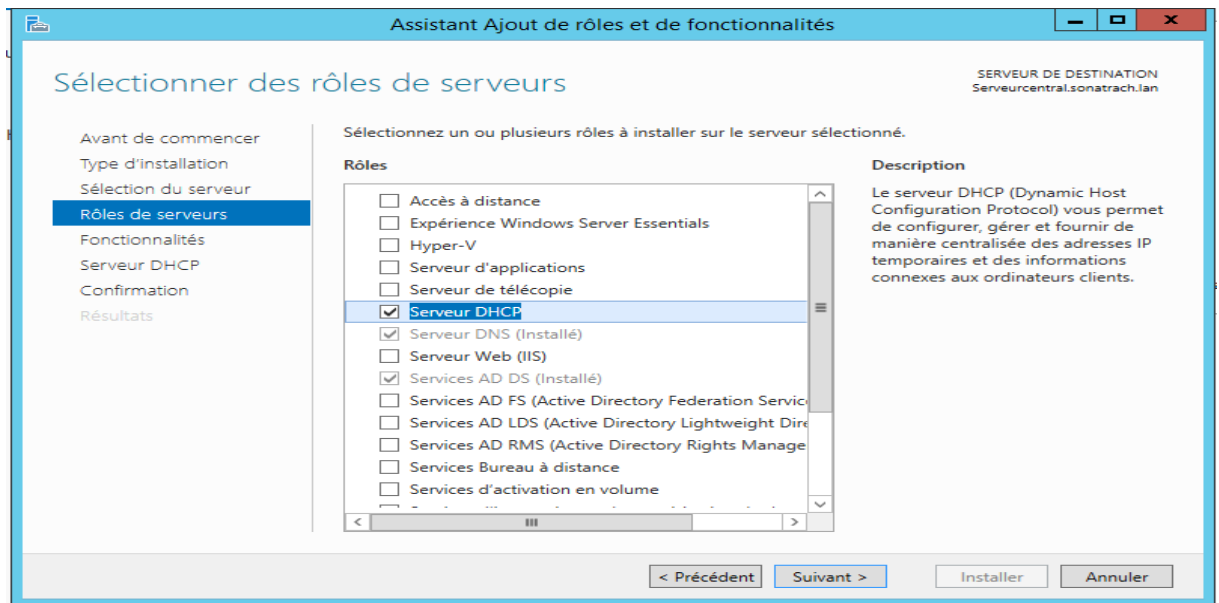 Assistant Ajout de rôles et de fonctionnalités
Sélectionner des rôles de serveurs
SERVEUR DE DESTINATION
Serveurcentral.sonatrach.lan
Avant de commencer
Type d'installation
Sélection du serveur
Rôles de serveurs
Fonctionnalités
Serveur DHCP
Confirmation
Résultats
Sélectionnez un ou plusieurs rôles à installer sur le serveur sélectionné.
Rôles
Accès à distance
Expérience Windows Server Essentials
Hyper-V
Serveur d'applications
Serveur de télécopie
Serveur DHCP
Serveur DNS (Installé)
Serveur Web (IIS)
Services AD DS (Installé)
Services AD FS (Active Directory Federation Servic
Services AD LDS (Active Directory Lightweight Dire
Services AD RMS (Active Directory Rights Manage
Services Bureau à distance
Services d'activation en volume
Description
Le serveur DHCP (Dynamic Host
Configuration Protocol) vous permet
de configurer, gérer et fournir de
manière centralisée des adresses IP
temporaires et des informations
connexes aux ordinateurs clients.
< Précédent
Suivant >
Installer
Annuler